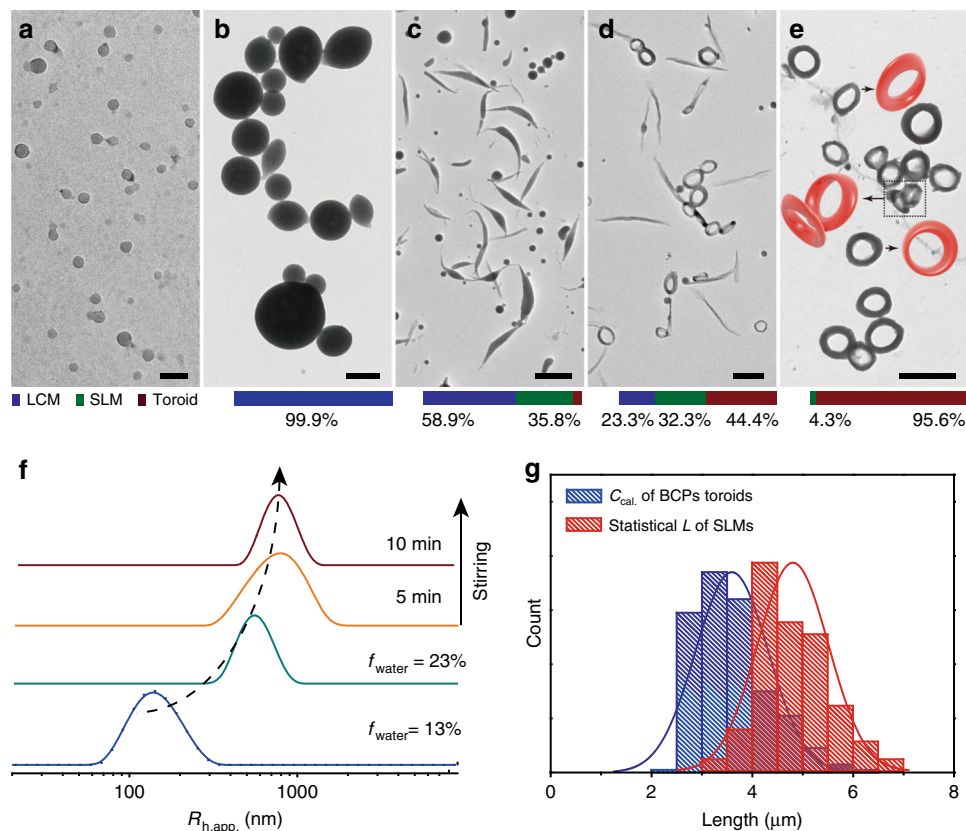 a
b
c
d
e
LCM
SLM
Toroid
99.9%
58.9%
35.8%
23.3%
32.3%
44.4%
4.3%
95.6%
f
10 min
5 min
Stirring
f water = 23%
f water = 13%
100
1000
R h,app. (nm)
g
C cal. of BCPs toroids
Statistical L of SLMs
Count
0
2
4
6
8
Length (μm)